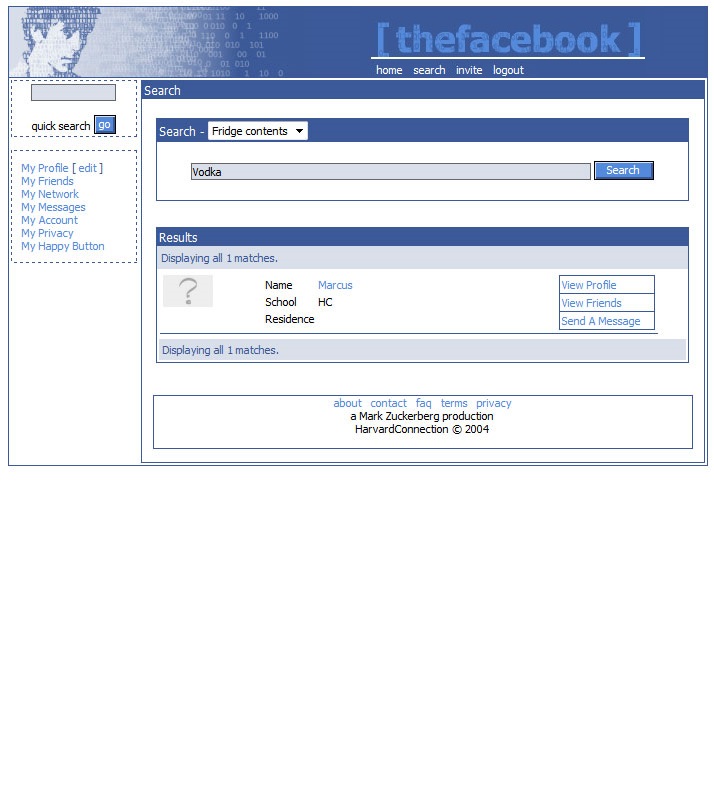 [ thefacebook ]
home search invite logout
quick search go
My Profile [ edit ]
My Friends
My Network
My Messages
My Account
My Privacy
My Happy Button
Search
Search - Fridge contents
Vodka Search
Results
Displaying all 1 matches.
?
Name Marcus
School HC
Residence
View Profile
View Friends
Send A Message
Displaying all 1 matches.
about contact faq terms privacy
a Mark Zuckerberg production
HarvardConnection © 2004